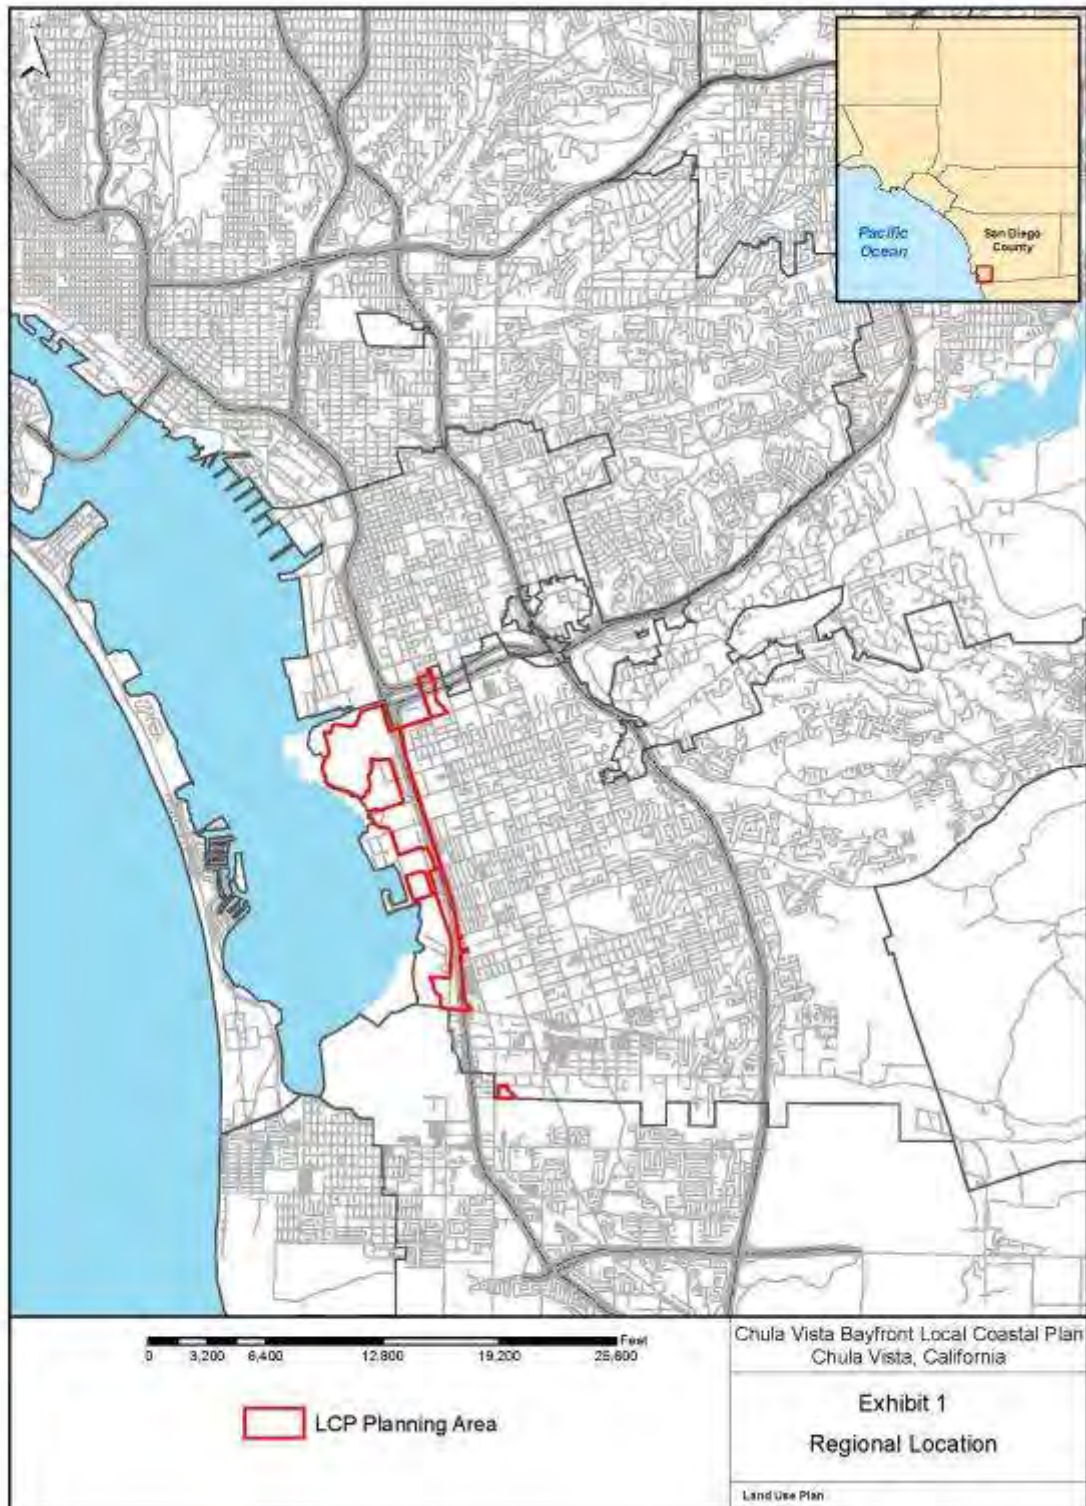 Pacific
Ocean
San Diego
County
Feet
0 3,200 6,400 12,800 19,200 25,600
LCP Planning Area
Chula Vista Bayfront Local Coastal Plan
Chula Vista, California
Exhibit 1
Regional Location
Land Use Plan